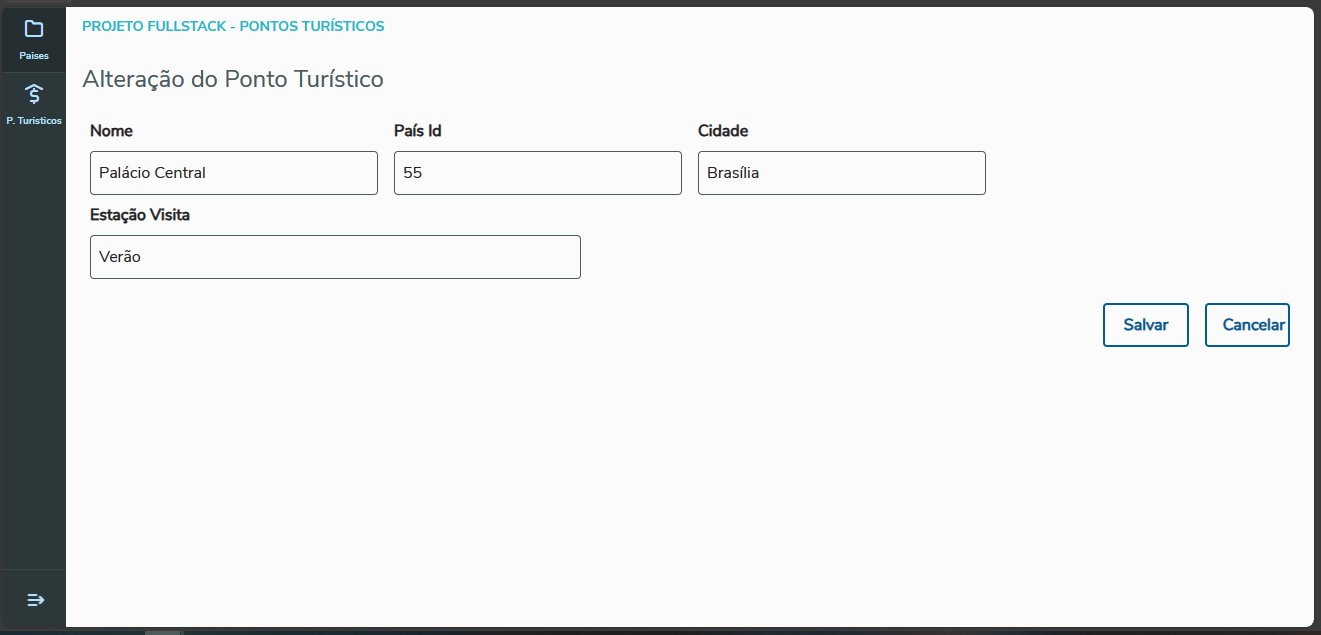 Paises
P. Turisticos
PROJETO FULLSTACK - PONTOS TURÍSTICOS
Alteração do Ponto Turístico
Nome País Id Cidade
Palácio Central 55 Brasília
Estação Visita
Verão
Salvar Cancelar